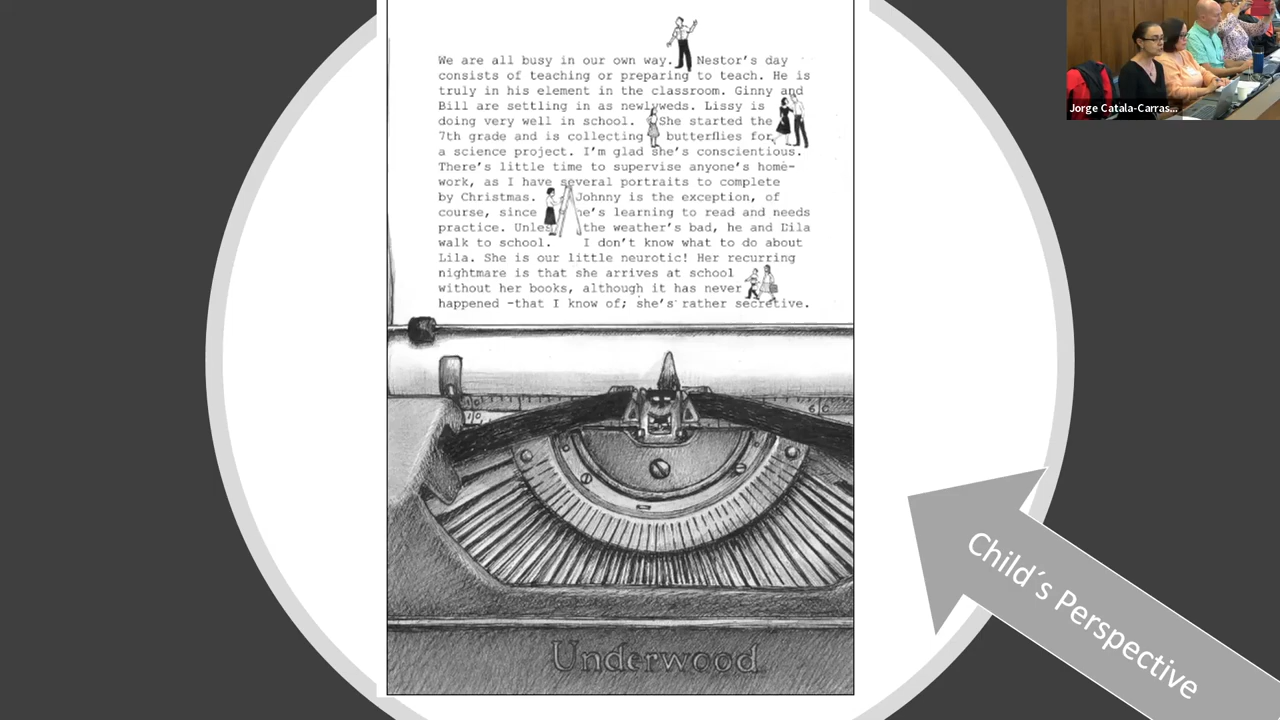 We are all busy in our own way. Nestor's day
consists of teaching or preparing to teach. He is
truly in his element in the classroom. Ginny and
Bill are settling in as newlyweds. Lissy is
doing very well in school. She started the
7th grade and is collecting butterflies for
a science project. I'm glad she's conscientious.
There's little time to supervise anyone's home-
work, as I have several portraits to complete
by Christmas. Johnny is the exception, of
course, since he's learning to read and needs
practice. Unless the weather's bad, he and Lila
walk to school. I don't know what to do about
Lila. She is our little neurotic! Her recurring
nightmare is that she arrives at school
without her books, although it has never
happened -that I know of; she's rather secretive.
Underwood
Child´s Perspective
Jorge Catala-Carras...